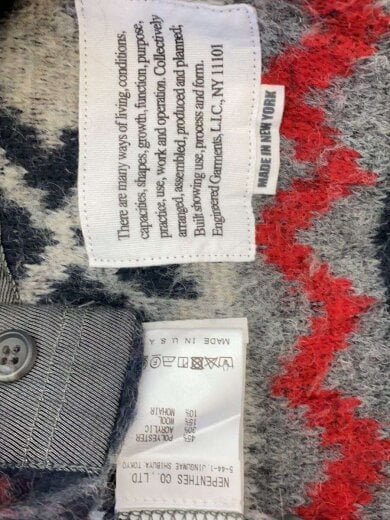 There are many ways of living, conditions,
capacities, shapes, growth, function, purpose,
practice, use, work and operation. Collectively
arranged, assembled, produced and planned;
Built showing use, process and form.
Engineered Garments, L.I.C., NY 11101
MADE IN NEW YORK
MADE IN U S A
45% POLYESTER
30% ACRYLIC
15% WOOL
10% MOHAIR
NEPENTHES CO., LTD
5-44-1 JINGUMAE SHIBUYA TOKYO